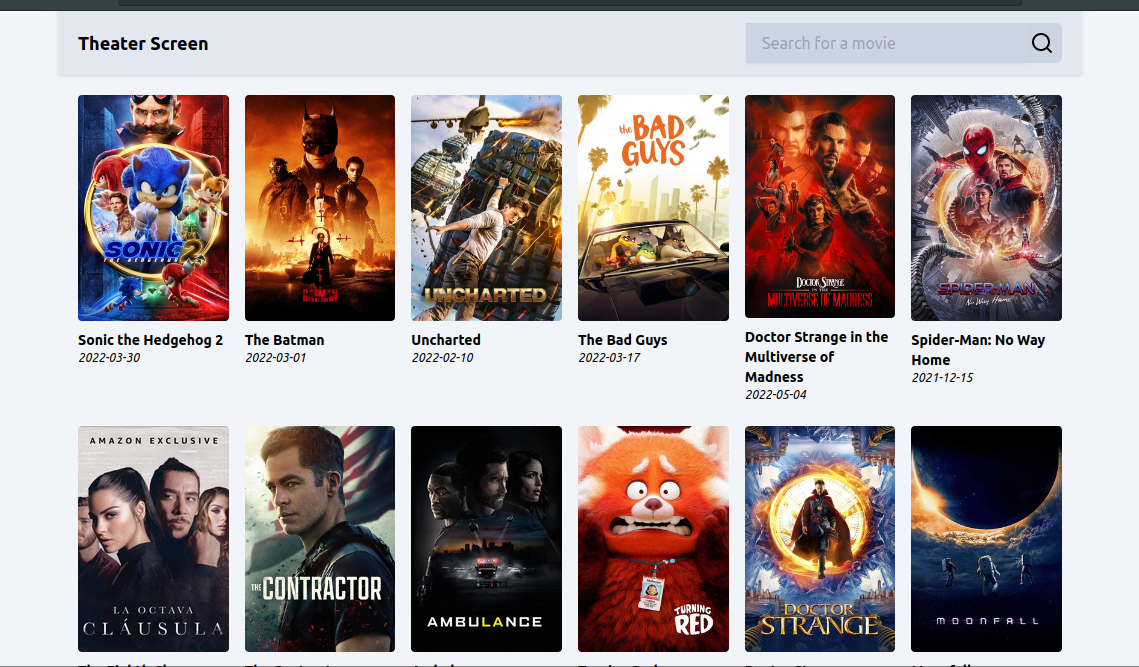 Theater Screen
Search for a movie
SONIC 2
THE HEDGEHOG
THE
BATMAN
UNCHARTED
the BAD
GUYS
DOCTOR STRANGE
IN THE
MULTIVERSE OF MADNESS
SPIDER-MAN
No Way Home
Sonic the Hedgehog 2
2022-03-30
The Batman
2022-03-01
Uncharted
2022-02-10
The Bad Guys
2022-03-17
Doctor Strange in the
Multiverse of
Madness
2022-05-04
Spider-Man: No Way
Home
2021-12-15
AMAZON EXCLUSIVE
LA OCTAVA
CLÁUSULA
THE CONTRACTOR
AMBULANCE
TURNING
RED
DOCTOR
STRANGE
MOONFALL